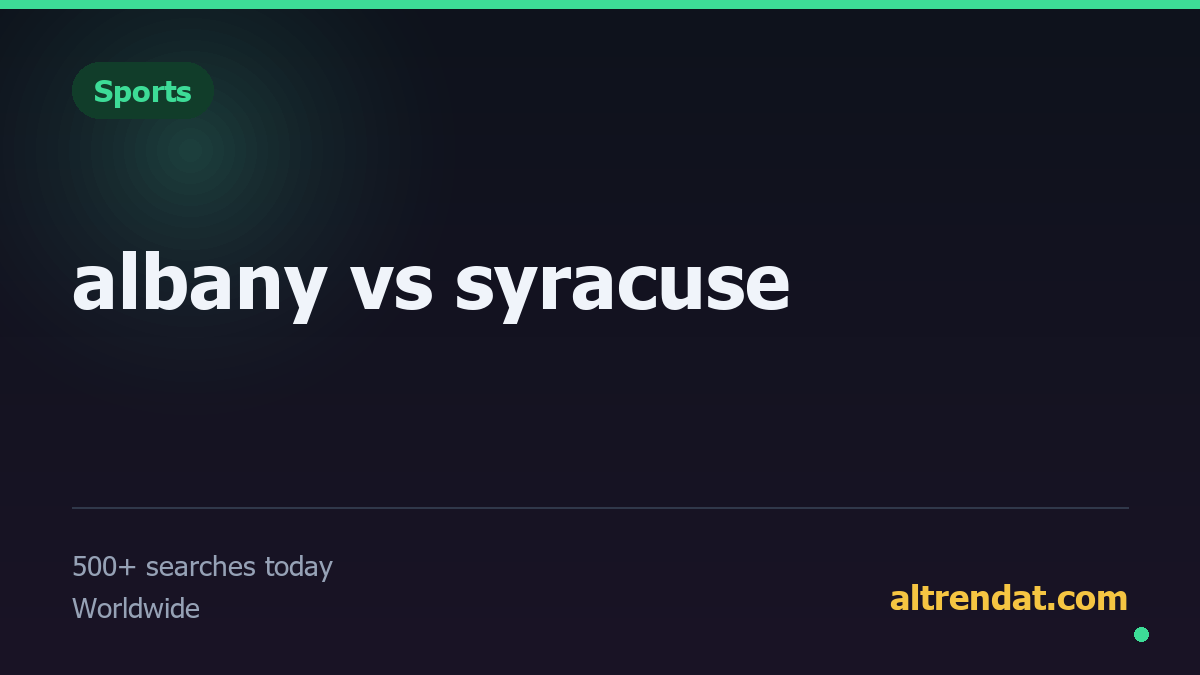 Sports
albany vs syracuse
500+ searches today
Worldwide
altrendat.com